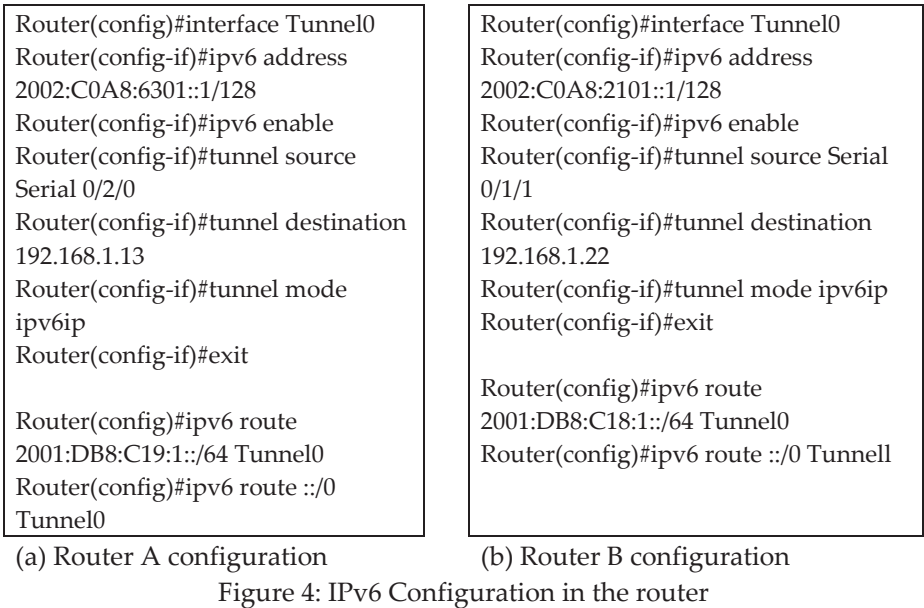 Router(config)#interface Tunnel0
Router(config-if)#ipv6 address
2002:C0A8:6301::1/128
Router(config-if)#ipv6 enable
Router(config-if)#tunnel source
Serial 0/2/0
Router(config-if)#tunnel destination
192.168.1.13
Router(config-if)#tunnel mode
ipv6ip
Router(config-if)#exit
Router(config)#ipv6 route
2001:DB8:C19:1::/64 Tunnel0
Router(config)#ipv6 route ::/0
Tunnel0
(a) Router A configuration
Router(config)#interface Tunnel0
Router(config-if)#ipv6 address
2002:C0A8:2101::1/128
Router(config-if)#ipv6 enable
Router(config-if)#tunnel source Serial
0/1/1
Router(config-if)#tunnel destination
192.168.1.22
Router(config-if)#tunnel mode ipv6ip
Router(config-if)#exit
Router(config)#ipv6 route
2001:DB8:C18:1::/64 Tunnel0
Router(config)#ipv6 route ::/0 Tunnell
(b) Router B configuration
Figure 4: IPv6 Configuration in the router